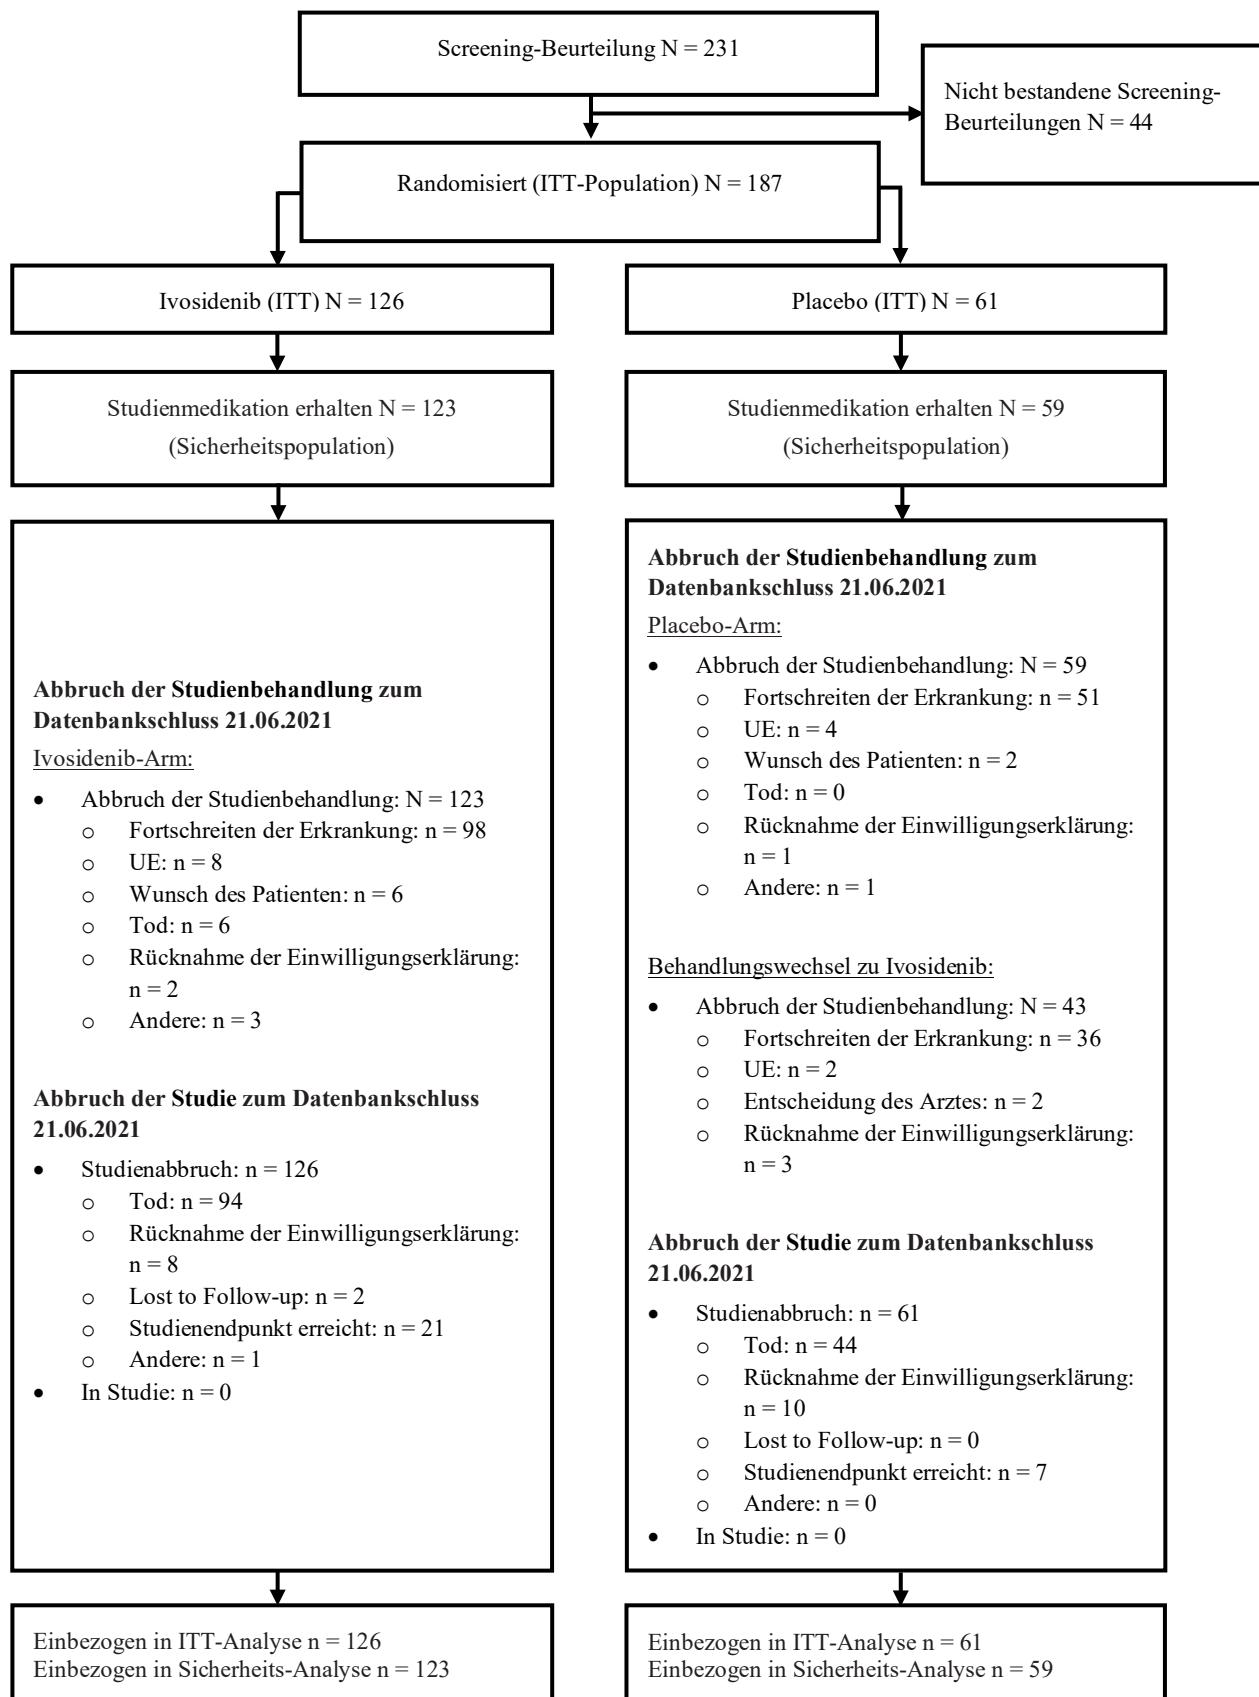 Screening-Beurteilung N = 231
Nicht bestandene Screening-
Beurteilungen N = 44
Randomisiert (ITT-Population) N = 187
Ivosidenib (ITT) N = 126
Placebo (ITT) N = 61
Studienmedikation erhalten N = 123
(Sicherheitspopulation)
Studienmedikation erhalten N = 59
(Sicherheitspopulation)
Abbruch der Studienbehandlung zum
Datenbankschluss 21.06.2021
Ivosidenib-Arm:
• Abbruch der Studienbehandlung: N = 123
o Fortschreiten der Erkrankung: n = 98
o UE: n = 8
o Wunsch des Patienten: n = 6
o Tod: n = 6
o Rücknahme der Einwilligungserklärung:
n = 2
o Andere: n = 3
Abbruch der Studie zum Datenbankschluss
21.06.2021
• Studienabbruch: n = 126
o Tod: n = 94
o Rücknahme der Einwilligungserklärung:
n = 8
o Lost to Follow-up: n = 2
o Studienendpunkt erreicht: n = 21
o Andere: n = 1
• In Studie: n = 0
Abbruch der Studienbehandlung zum
Datenbankschluss 21.06.2021
Placebo-Arm:
• Abbruch der Studienbehandlung: N = 59
o Fortschreiten der Erkrankung: n = 51
o UE: n = 4
o Wunsch des Patienten: n = 2
o Tod: n = 0
o Rücknahme der Einwilligungserklärung:
n = 1
o Andere: n = 1
Behandlungswechsel zu Ivosidenib:
• Abbruch der Studienbehandlung: N = 43
o Fortschreiten der Erkrankung: n = 36
o UE: n = 2
o Entscheidung des Arztes: n = 2
o Rücknahme der Einwilligungserklärung:
n = 3
Abbruch der Studie zum Datenbankschluss
21.06.2021
• Studienabbruch: n = 61
o Tod: n = 44
o Rücknahme der Einwilligungserklärung:
n = 10
o Lost to Follow-up: n = 0
o Studienendpunkt erreicht: n = 7
o Andere: n = 0
• In Studie: n = 0
Einbezogen in ITT-Analyse n = 126
Einbezogen in Sicherheits-Analyse n = 123
Einbezogen in ITT-Analyse n = 61
Einbezogen in Sicherheits-Analyse n = 59